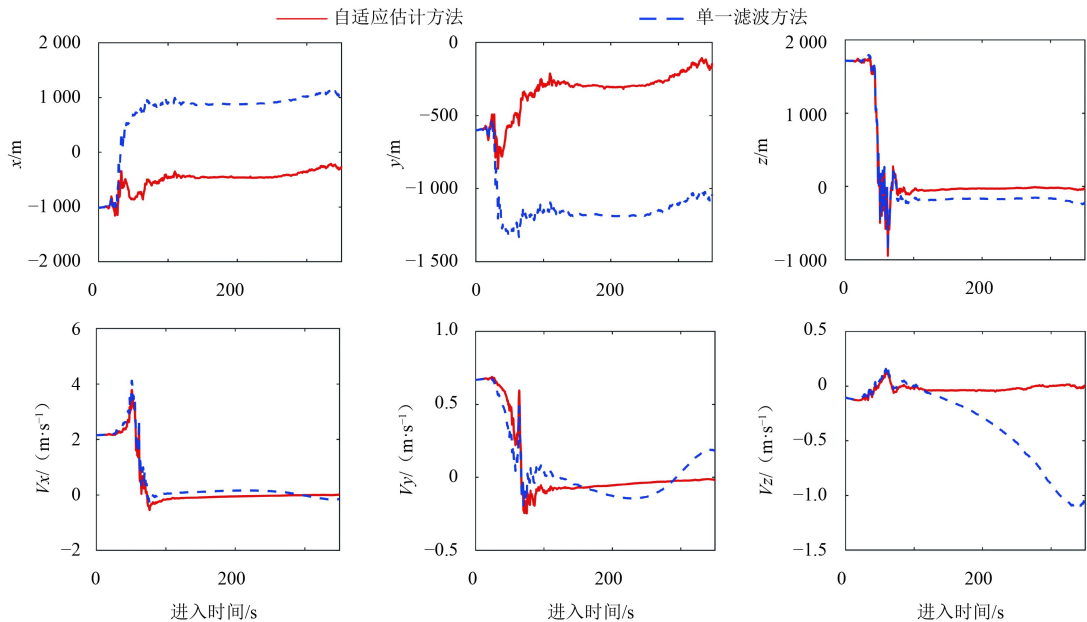 自适应估计方法 单一滤波方法
2 000 0 2 000
1 000 −500 1 000
x/m 0 y/m z/m
−1 000 −1 000 0
−2 000 −1 500 −1 000
0 200 0 200 0 200
6 1.0 0.5
4 0.5 0
Vx/（m·s⁻¹） 2 Vy/（m·s⁻¹） Vz/（m·s⁻¹） −0.5
0 0 −1.0
−2 −0.5 −1.5
0 200 0 200 0 200
进入时间/s 进入时间/s 进入时间/s